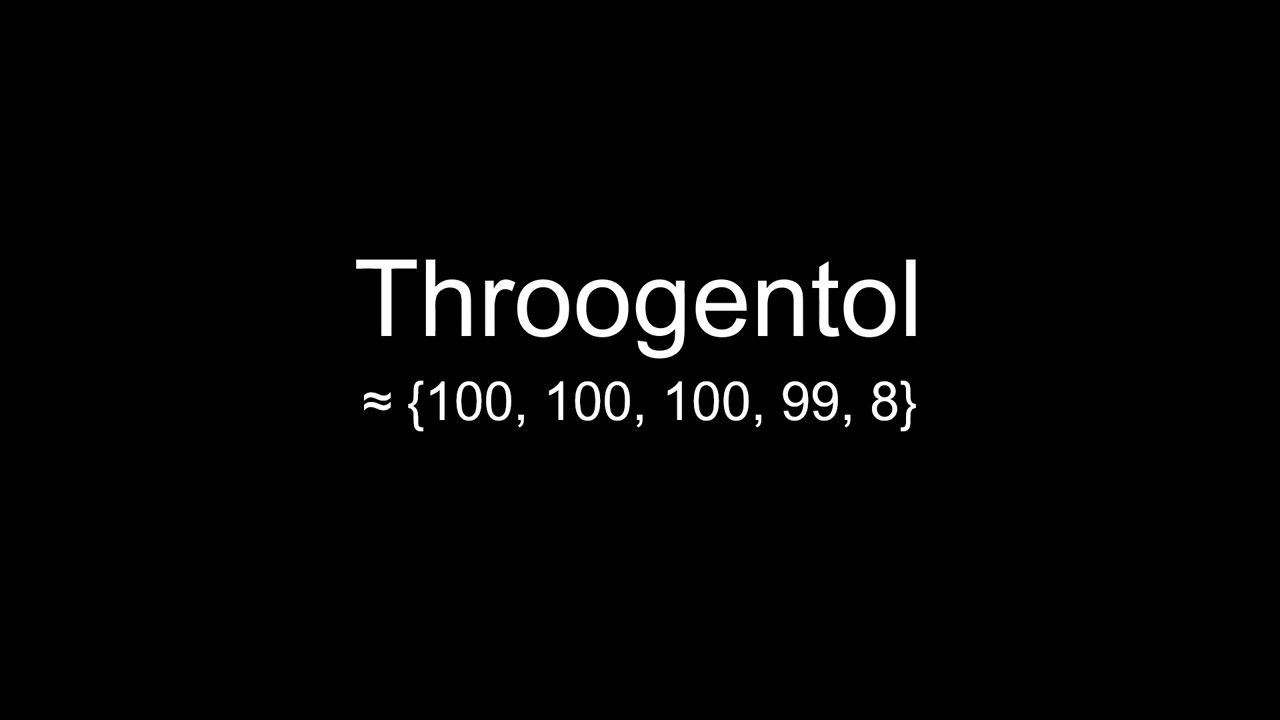 Throogentol
≈ {100, 100, 100, 99, 8}